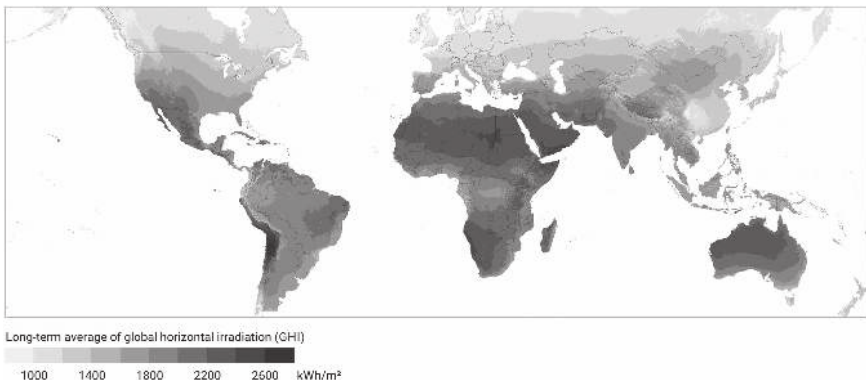 Long-term average of global horizontal irradiation (GHI)
1000 1400 1800 2200 2600 kWh/m²